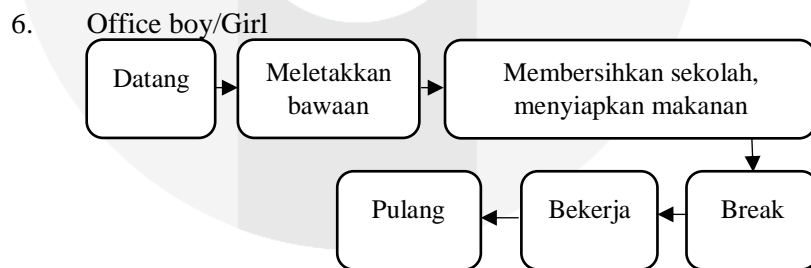 6. Office boy/Girl
Datang
Meletakkan
bawaan
Membersihkan sekolah,
menyiapkan makanan
Break
Bekerja
Pulang